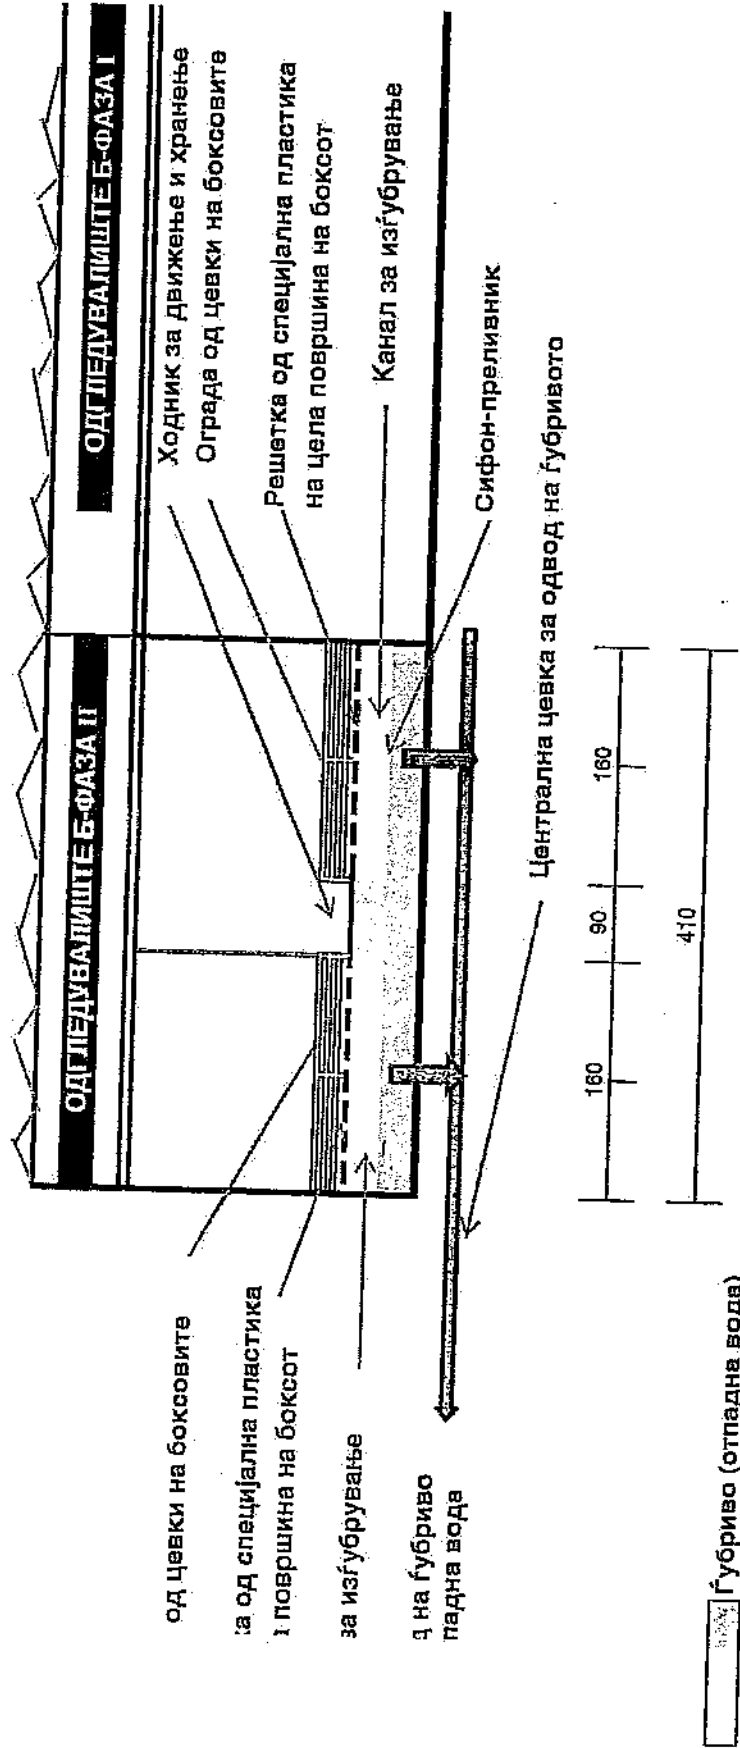 ОДГЛЕДУВАЛИШТЕ Б-ФАЗА II
ОДГЛЕДУВАЛИШТЕ Б-ФАЗА I
Ходник за движење и хранење
Ограда од цевки на боксовите
Решетка од специјална пластика
на цела површина на боксот
Канал за изѓубрување
Сифон-преливник
Централна цевка за одвод на ѓубривото
од цевки на боксовите
од специјална пластика
површина на боксот
за изѓубрување
на ѓубриво
падна вода
160
90
160
410
Ѓубриво (отпадна вода)